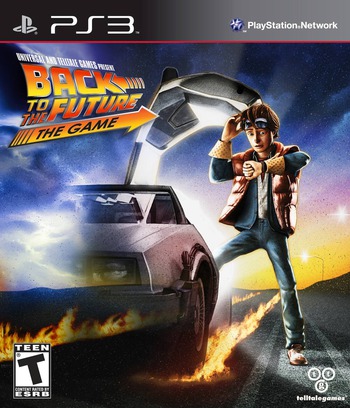 PS3
PlayStation Network
UNIVERSAL AND TELLTALE GAMES PRESENT
BACK
TO THE
FUTURE
THE GAME
TEEN
T
CONTENT RATED BY
ESRB
ttg
telltalegames